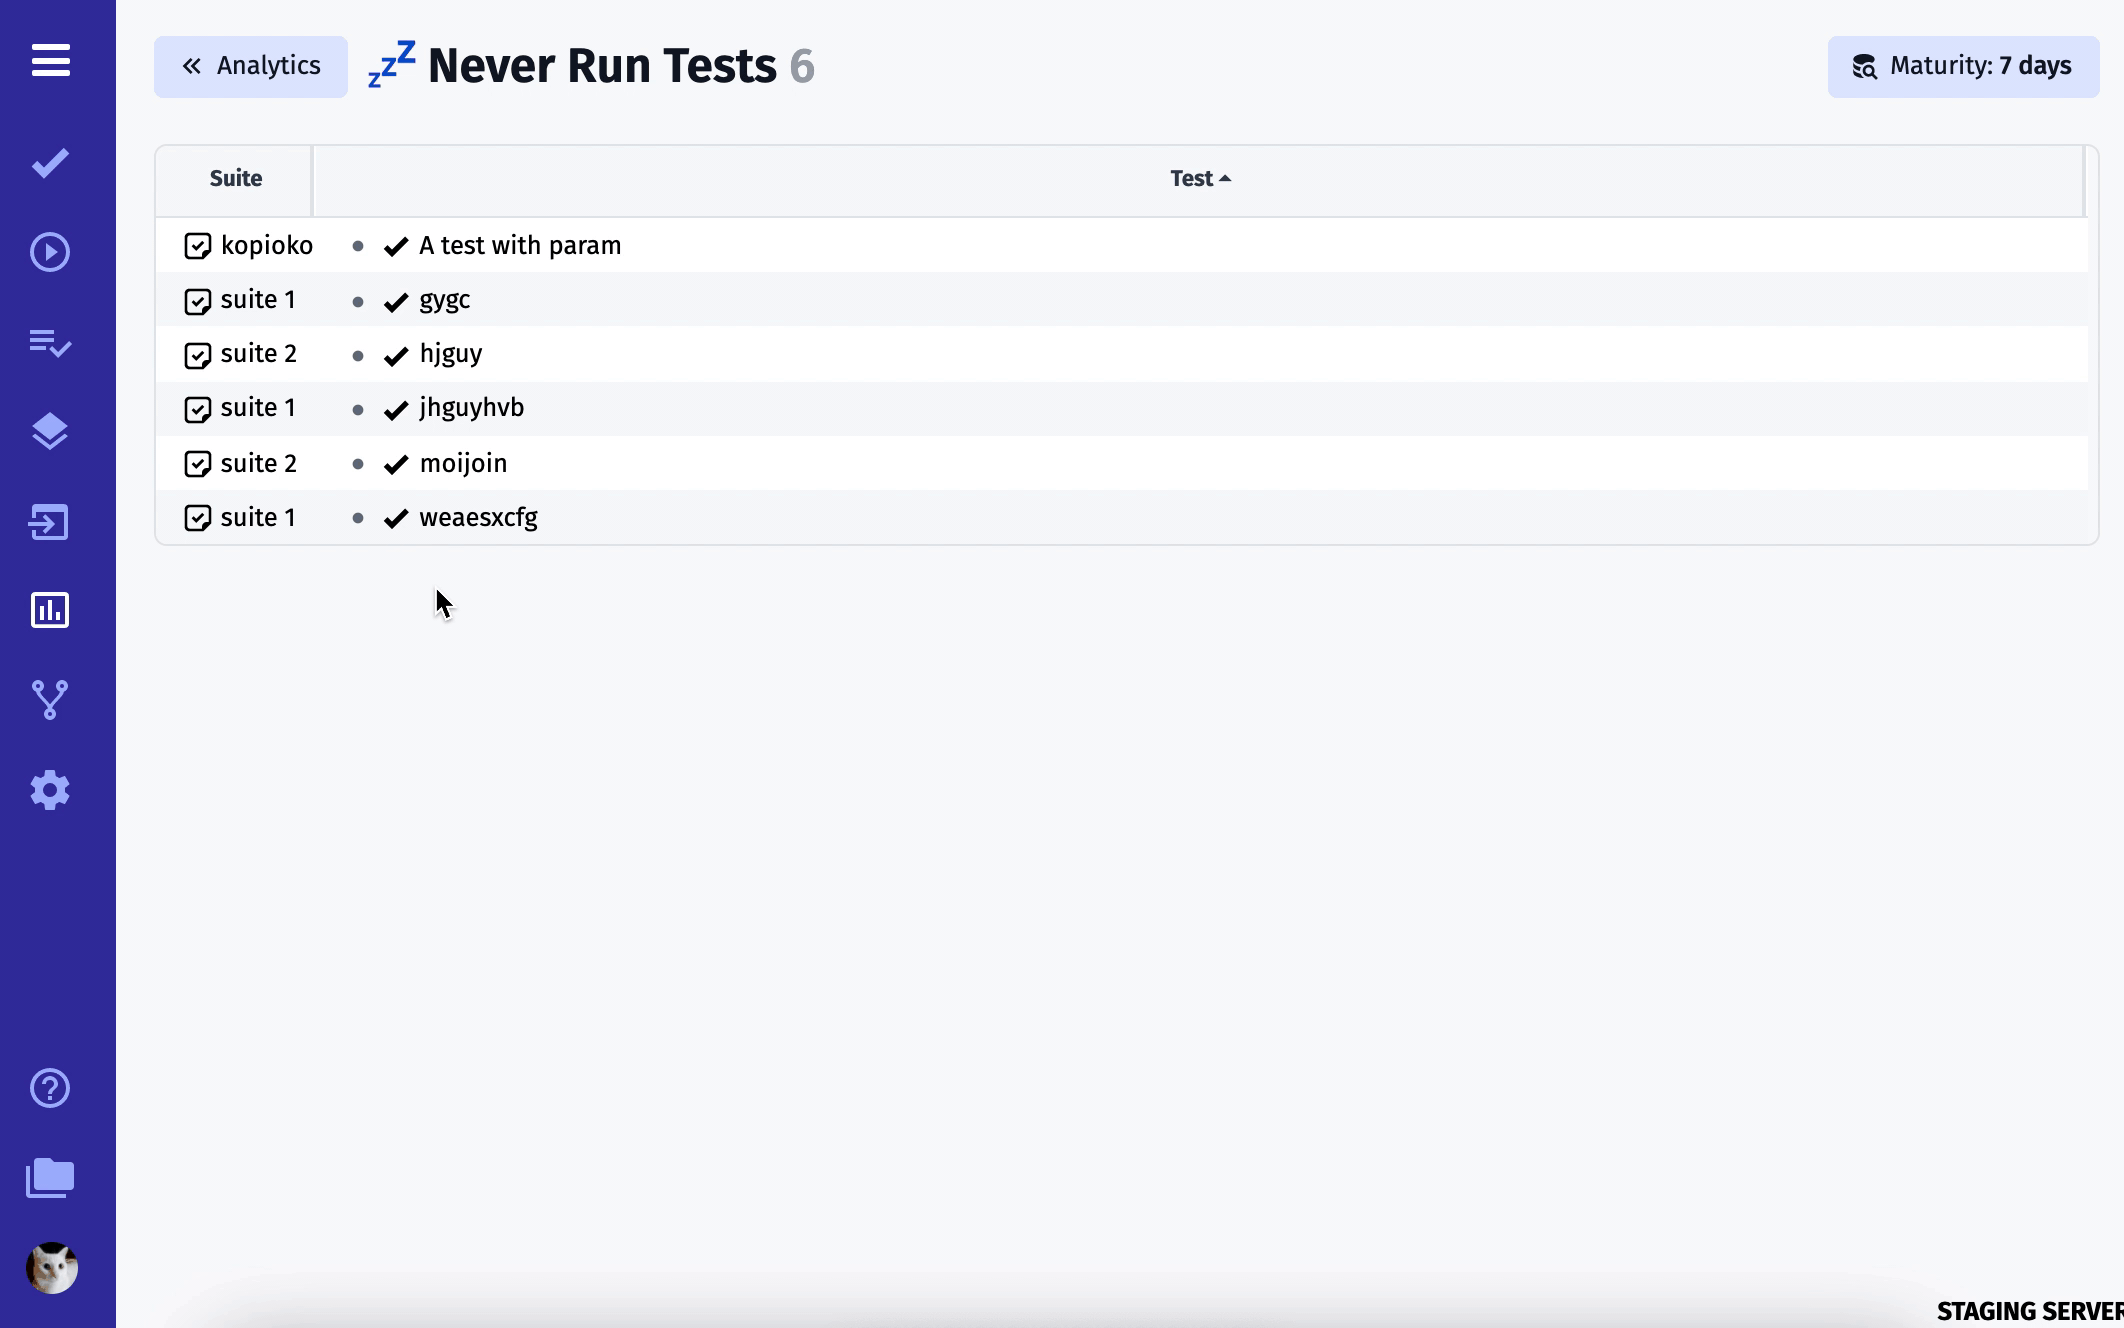 « Analytics
zzZ Never Run Tests 6
Maturity: 7 days
Suite Test
kopioko A test with param
suite 1 gygc
suite 2 hjguy
suite 1 jhguyhvb
suite 2 moijoin
suite 1 weaesxcfg
STAGING SERVER